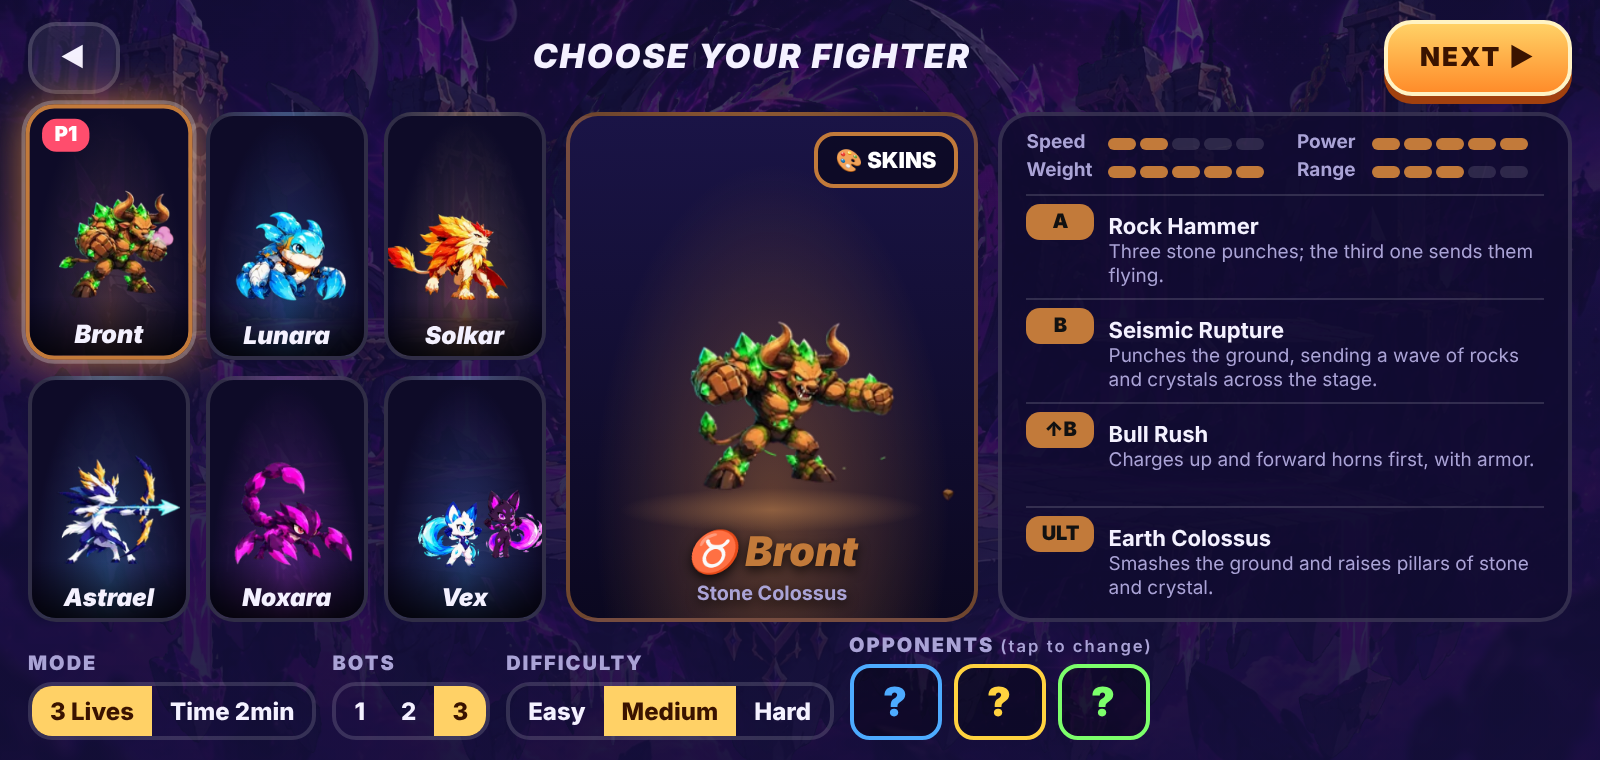 ◀
CHOOSE YOUR FIGHTER
NEXT ▶
P1
Bront
Lunara
Solkar
Astrael
Noxara
Vex
🎨 SKINS
♉ Bront
Stone Colossus
Speed
Power
Weight
Range
A
Rock Hammer
Three stone punches; the third one sends them
flying.
B
Seismic Rupture
Punches the ground, sending a wave of rocks
and crystals across the stage.
↑B
Bull Rush
Charges up and forward horns first, with armor.
ULT
Earth Colossus
Smashes the ground and raises pillars of stone
and crystal.
MODE
3 Lives Time 2min
BOTS
1 2 3
DIFFICULTY
Easy Medium Hard
OPPONENTS (tap to change)
? ? ?